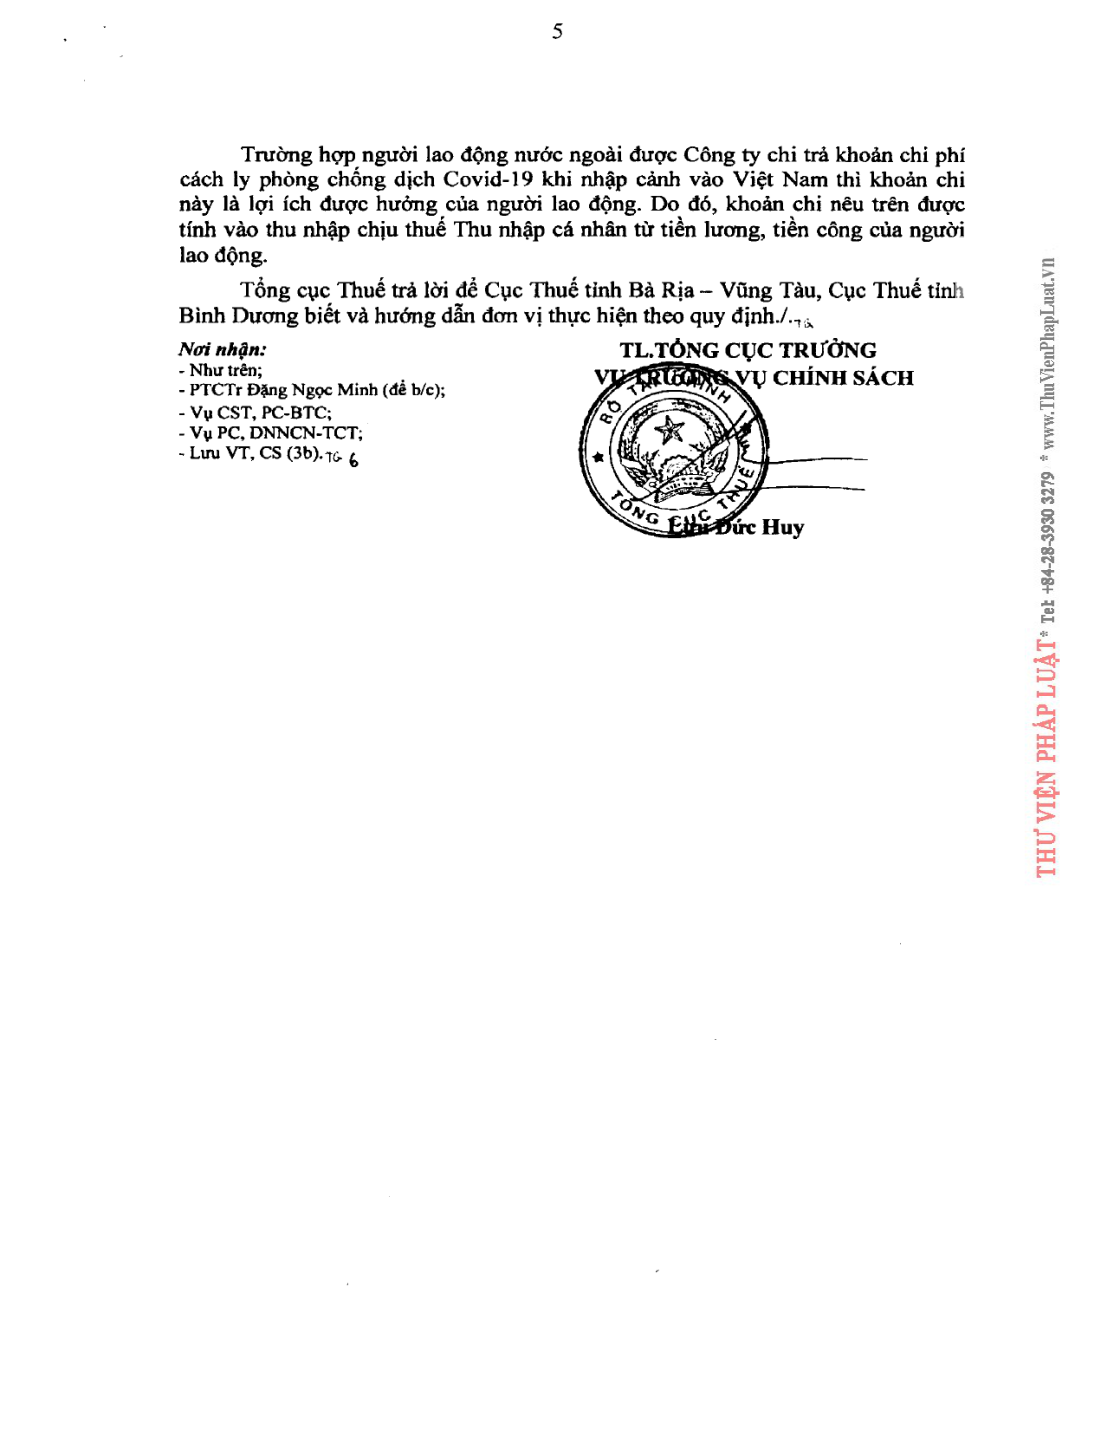 5
Trường hợp người lao động nước ngoài được Công ty chi trả khoản chi phí
cách ly phòng chống dịch Covid-19 khi nhập cảnh vào Việt Nam thì khoản chi
này là lợi ích được hưởng của người lao động. Do đó, khoản chi nêu trên được
tính vào thu nhập chịu thuế Thu nhập cá nhân từ tiền lương, tiền công của người
lao động.
Tổng cục Thuế trả lời để Cục Thuế tỉnh Bà Rịa – Vũng Tàu, Cục Thuế tỉnh
Bình Dương biết và hướng dẫn đơn vị thực hiện theo quy định./.
Nơi nhận:
- Như trên;
- PTCTr Đặng Ngọc Minh (để b/c);
- Vụ CST, PC-BTC;
- Vụ PC, DNNCN-TCT;
- Lưu VT, CS (3b).
TL.TỔNG CỤC TRƯỞNG
VỤ TRƯỞNG VỤ CHÍNH SÁCH
BỘ TÀI CHÍNH
TỔNG CỤC THUẾ
Lưu Đức Huy
THƯ VIỆN PHÁP LUẬT * Tel: +84-28-3930 3279 * www.ThuVienPhapLuat.vn